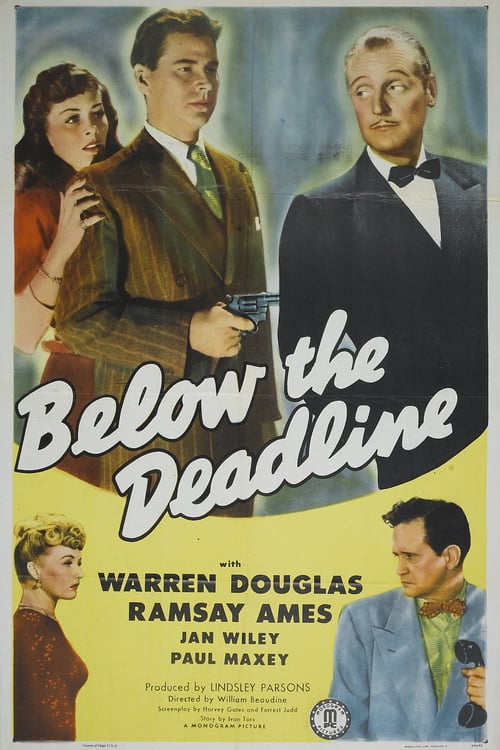 Below the
Deadline
with
WARREN DOUGLAS
RAMSAY AMES
JAN WILEY
PAUL MAXEY
Produced by LINDSLEY PARSONS
Directed by William Beaudine
Screenplay by Harvey Gates and Forrest Judd
Story by Ivan Tors
A MONOGRAM PICTURE